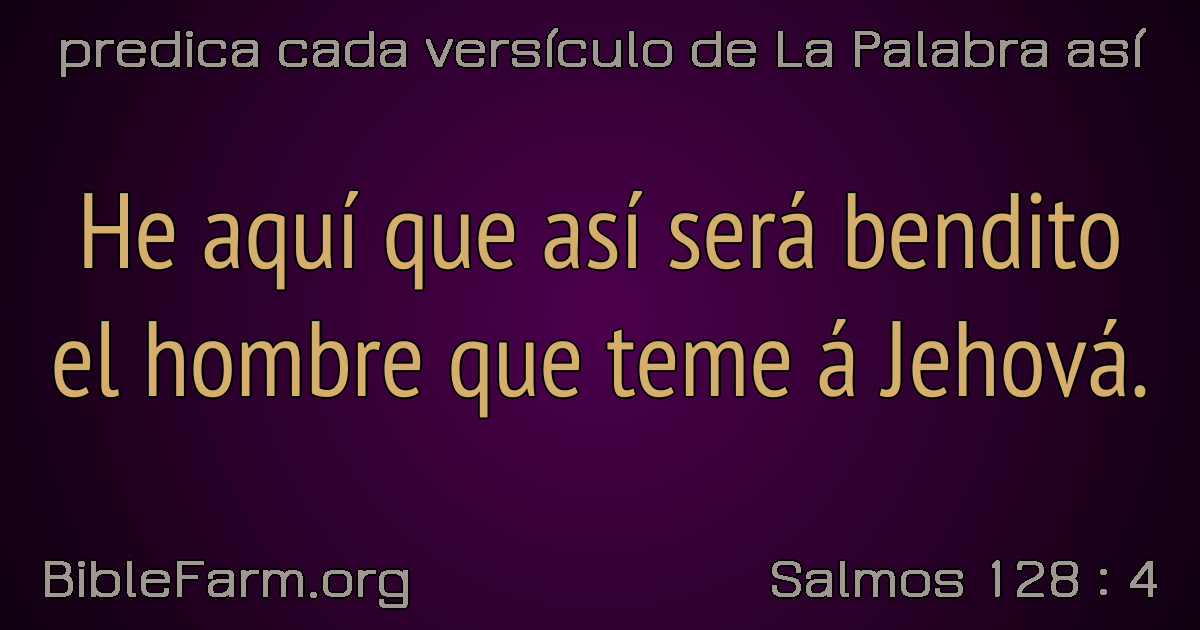 predica cada versículo de La Palabra así
He aquí que así será bendito
el hombre que teme á Jehová.
BibleFarm.org
Salmos 128 : 4